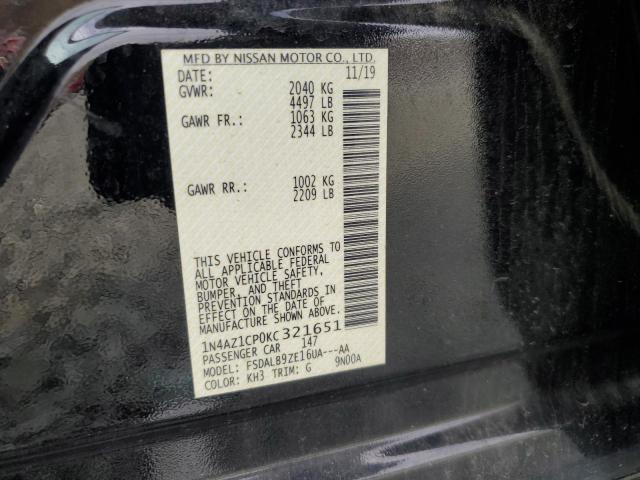 MFD BY NISSAN MOTOR CO., LTD.
DATE: 11/19
GVWR: 2040 KG
4497 LB
GAWR FR.: 1063 KG
2344 LB
GAWR RR.: 1002 KG
2209 LB
THIS VEHICLE CONFORMS TO
ALL APPLICABLE FEDERAL
MOTOR VEHICLE SAFETY,
BUMPER, AND THEFT
PREVENTION STANDARDS IN
EFFECT ON THE DATE OF
MANUFACTURE SHOWN ABOVE.
1N4AZ1CP0KC321651
PASSENGER CAR 147
MODEL: FSDALB9ZE16UA---AA
COLOR: KH3 TRIM: G 9N00A